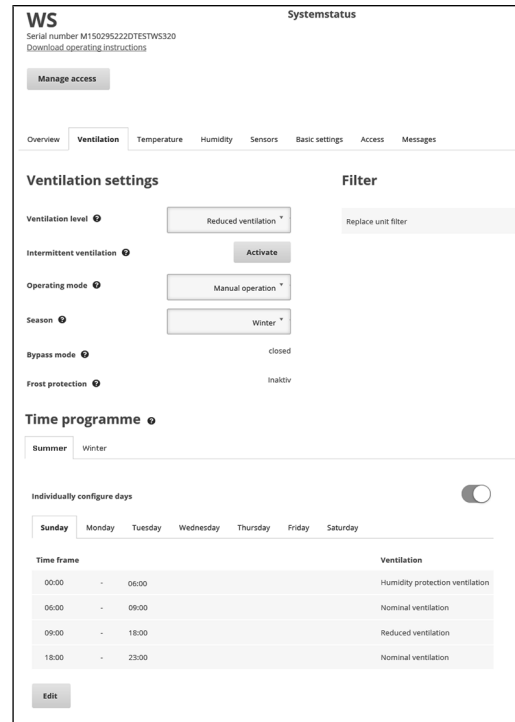 WS
Systemstatus
Serial number M150295222DTESTWS320
Download operating instructions
Manage access
Overview Ventilation Temperature Humidity Sensors Basic settings Access Messages
Ventilation settings
Filter
Ventilation level ? Reduced ventilation
Replace unit filter
Intermittent ventilation ? Activate
Operating mode ? Manual operation
Season ? Winter
Bypass mode ? closed
Frost protection ? Inaktiv
Time programme ?
Summer Winter
Individually configure days
Sunday Monday Tuesday Wednesday Thursday Friday Saturday
Time frame Ventilation
00:00 - 06:00 Humidity protection ventilation
06:00 - 09:00 Nominal ventilation
09:00 - 18:00 Reduced ventilation
18:00 - 23:00 Nominal ventilation
Edit